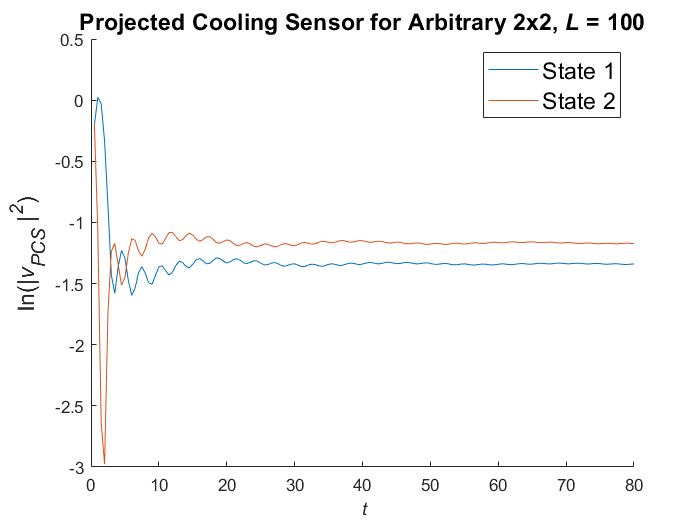 Projected Cooling Sensor for Arbitrary 2x2, L = 100
State 1
State 2
ln(|v_PCS|^2)
0.5
0
-0.5
-1
-1.5
-2
-2.5
-3
0 10 20 30 40 50 60 70 80
t